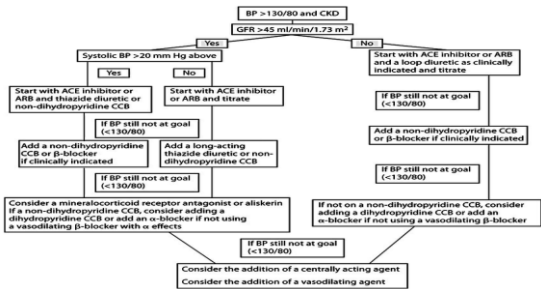 BP >130/80 and CKD
GFR >45 ml/min/1.73 m²
Yes
No
Systolic BP >20 mm Hg above
Yes
No
Start with ACE inhibitor or
ARB and thiazide diuretic or
non-dihydropyridine CCB
Start with ACE inhibitor
or ARB and titrate
Start with ACE inhibitor or ARB
and a loop diuretic as clinically
indicated and titrate
If BP still not at goal
(<130/80)
If BP still not at goal
(<130/80)
Add a non-dihydropyridine
CCB or β-blocker
if clinically indicated
Add a long-acting
thiazide diuretic or non-
dihydropyridine CCB
Add a non-dihydropyridine CCB
or β-blocker if clinically indicated
If BP still not at goal
(<130/80)
If BP still not at goal
(<130/80)
Consider a mineralocorticoid receptor antagonist or aliskerin
If a non-dihydropyridine CCB, consider adding a
dihydropyridine CCB or add an α-blocker if not using
a vasodilating β-blocker with α effects
If not on a non-dihydropyridine CCB, consider
adding a dihydropyridine CCB or add an
α-blocker if not using a vasodilating β-blocker
If BP still not at goal
(<130/80)
Consider the addition of a centrally acting agent
Consider the addition of a vasodilating agent